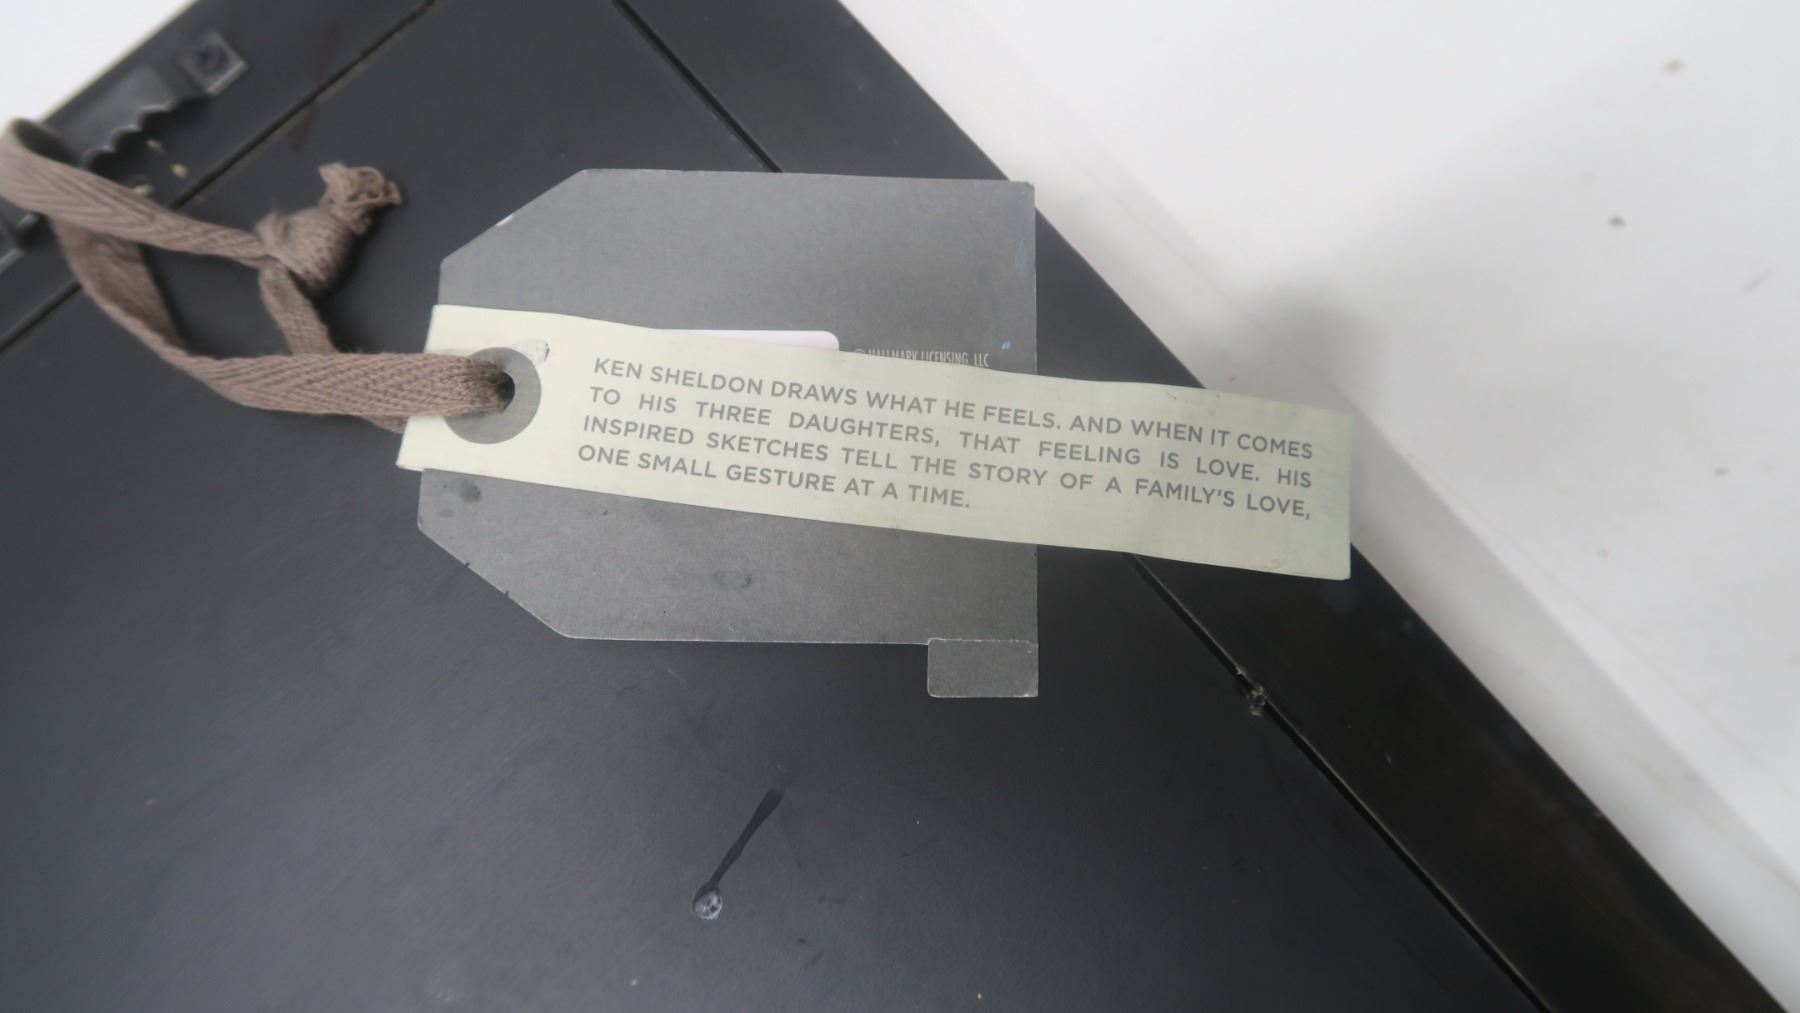 © HALLMARK LICENSING, LLC
KEN SHELDON DRAWS WHAT HE FEELS. AND WHEN IT COMES
TO HIS THREE DAUGHTERS, THAT FEELING IS LOVE. HIS
INSPIRED SKETCHES TELL THE STORY OF A FAMILY'S LOVE,
ONE SMALL GESTURE AT A TIME.